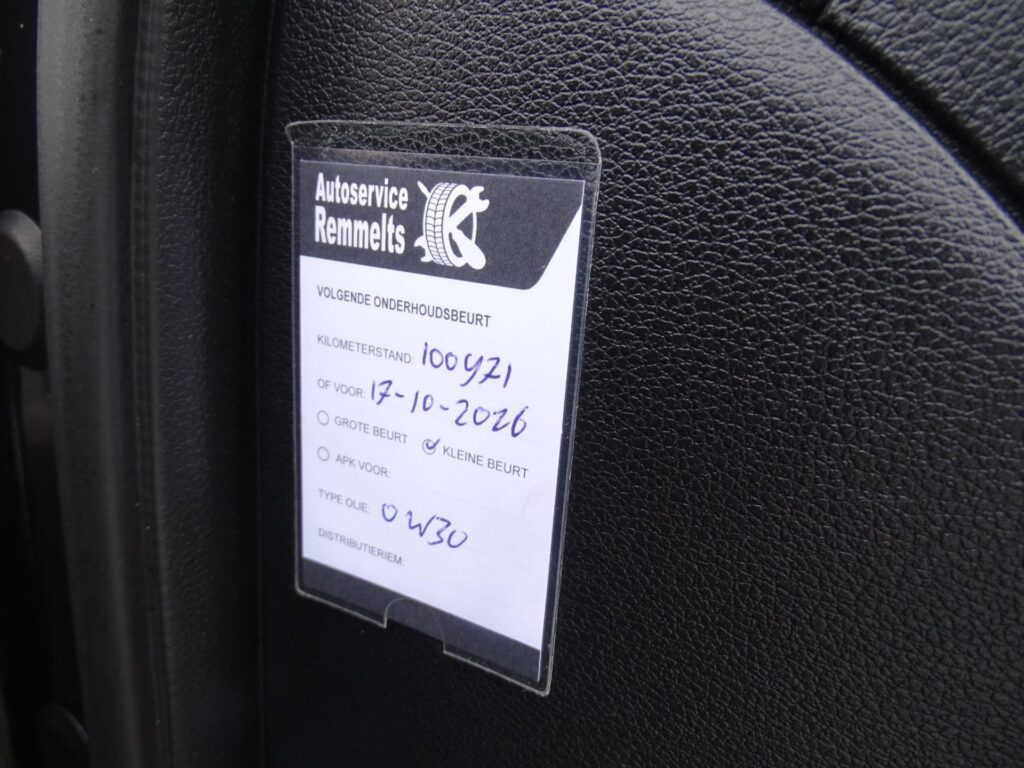 Autoservice
Remmelts
VOLGENDE ONDERHOUDSBEURT
KILOMETERSTAND: 100471
OF VOOR: 17-10-2026
GROTE BEURT KLEINE BEURT
APK VOOR:
TYPE OLIE: 0W30
DISTRIBUTIERIEM: